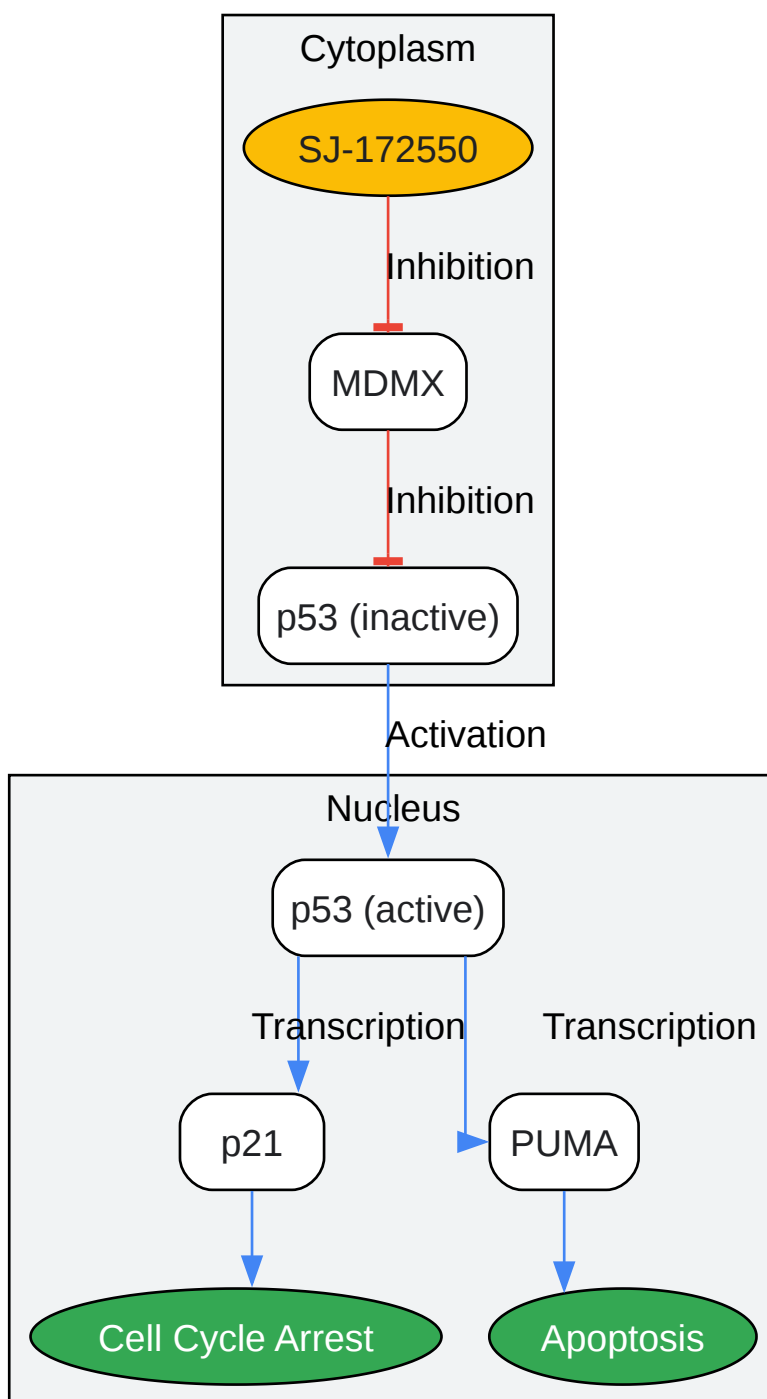 Cytoplasm
SJ-172550
Inhibition
MDMX
Inhibition
p53 (inactive)
Activation
Nucleus
p53 (active)
Transcription
Transcription
p21
PUMA
Cell Cycle Arrest
Apoptosis